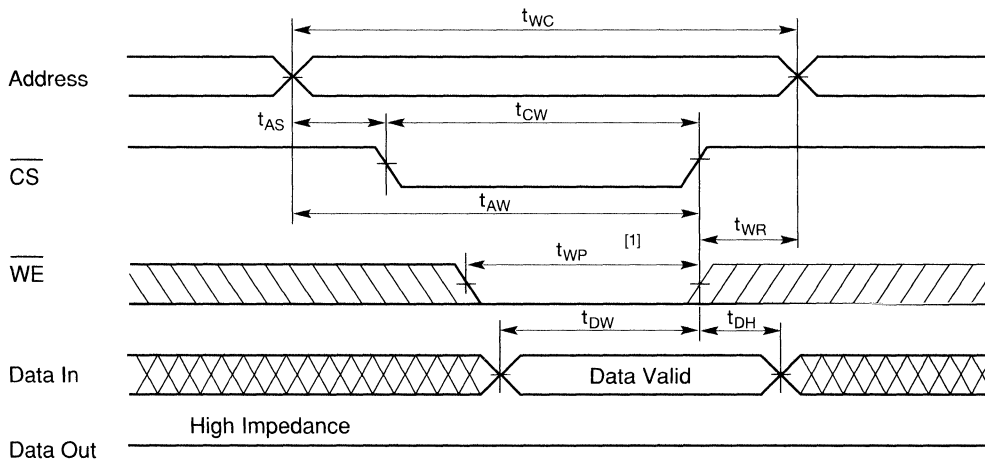 tWC
Address
tAS
tCW
CS
tAW
tWR
WE
tWP [1]
tDW
tDH
Data In
Data Valid
High Impedance
Data Out